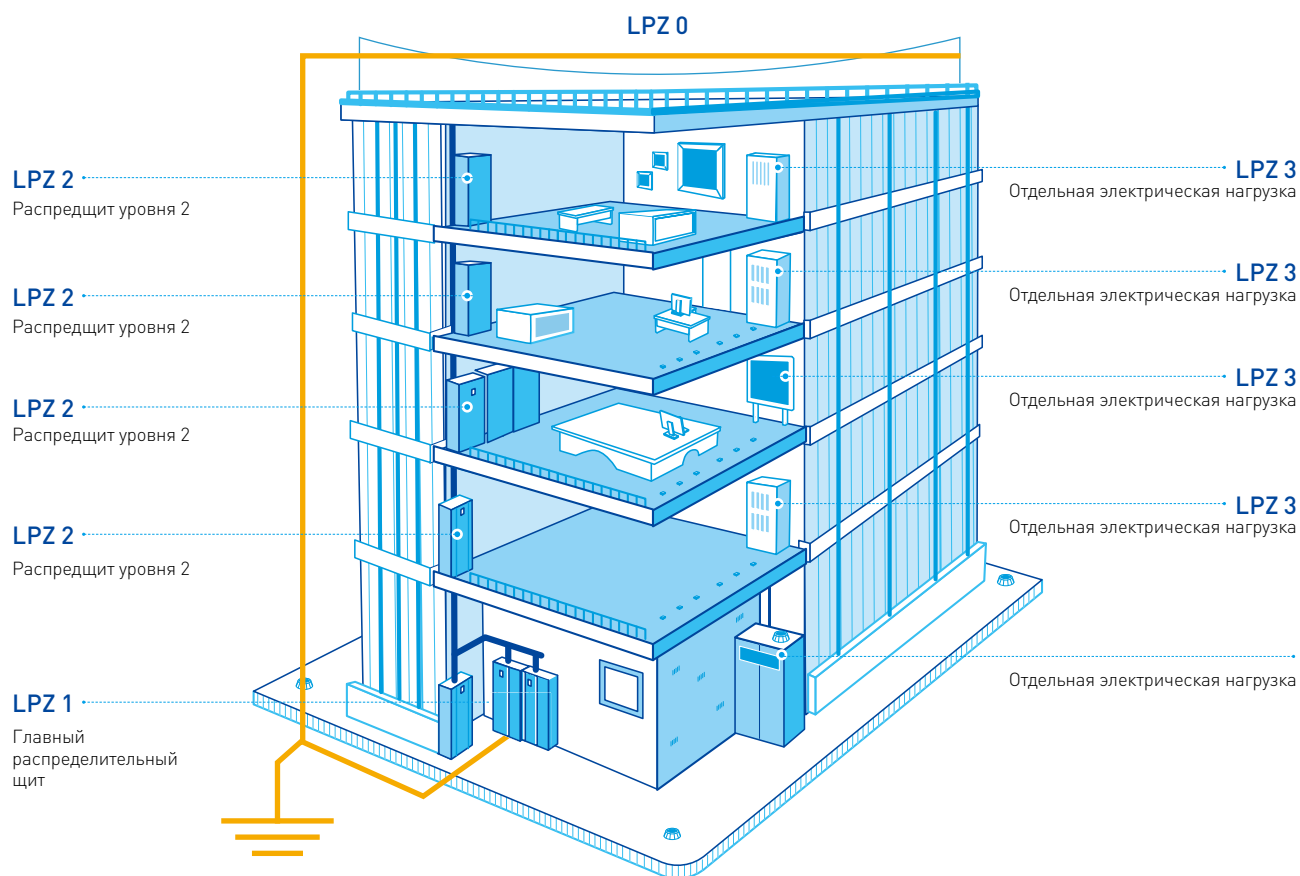 LPZ 0
LPZ 2
Распредщит уровня 2
LPZ 2
Распредщит уровня 2
LPZ 2
Распредщит уровня 2
LPZ 2
Распредщит уровня 2
LPZ 1
Главный
распределительный
щит
LPZ 3
Отдельная электрическая нагрузка
LPZ 3
Отдельная электрическая нагрузка
LPZ 3
Отдельная электрическая нагрузка
LPZ 3
Отдельная электрическая нагрузка
Отдельная электрическая нагрузка